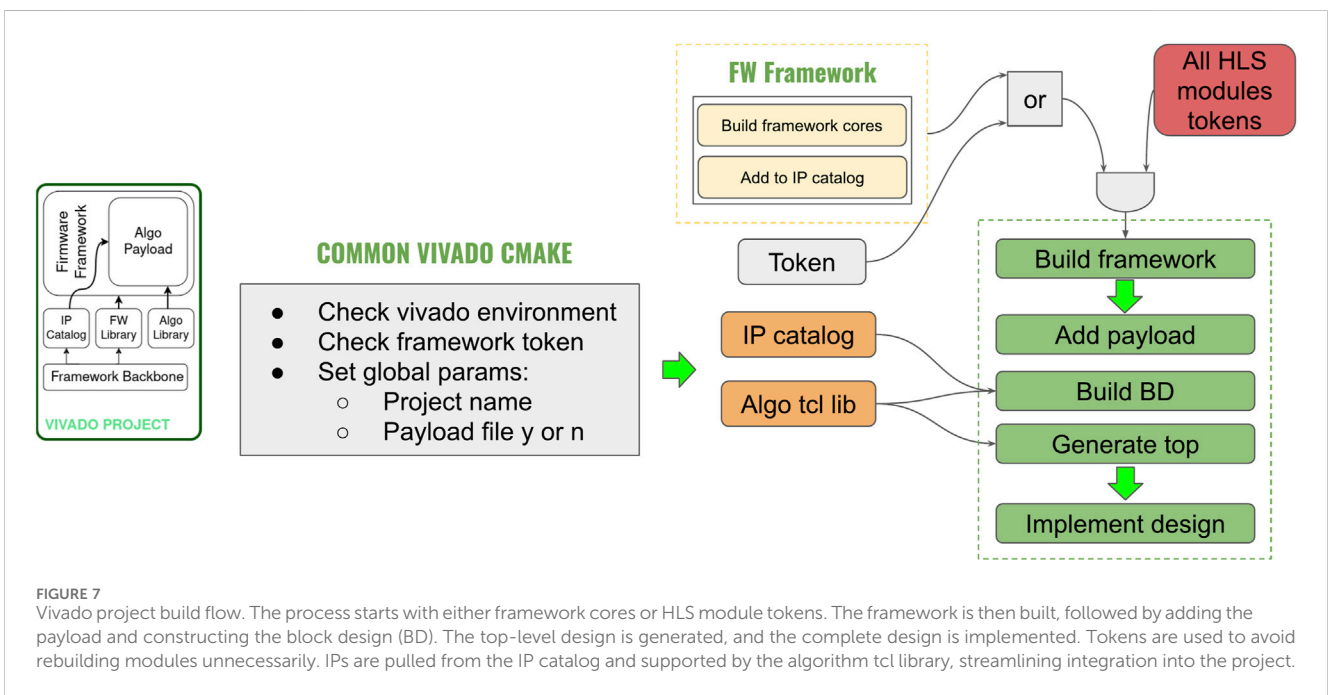 Firmware
Framework
Algo
Payload
IP
Catalog
FW
Library
Algo
Library
Framework Backbone
VIVADO PROJECT
COMMON VIVADO CMAKE
● Check vivado environment
● Check framework token
● Set global params:
○ Project name
○ Payload file y or n
FW Framework
Build framework cores
Add to IP catalog
Token
IP catalog
Algo tcl lib
or
All HLS
modules
tokens
Build framework
Add payload
Build BD
Generate top
Implement design
FIGURE 7
Vivado project build flow. The process starts with either framework cores or HLS module tokens. The framework is then built, followed by adding the
payload and constructing the block design (BD). The top-level design is generated, and the complete design is implemented. Tokens are used to avoid
rebuilding modules unnecessarily. IPs are pulled from the IP catalog and supported by the algorithm tcl library, streamlining integration into the project.